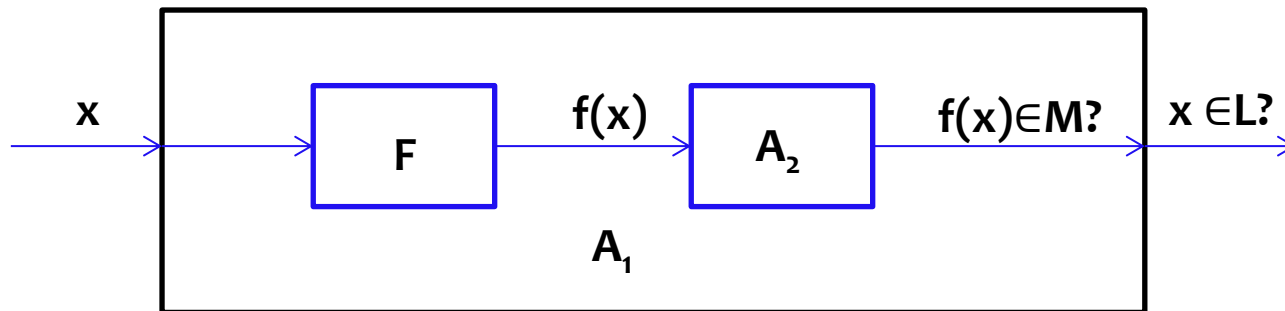 x
F
f(x)
A₂
f(x)∈M?
x ∈L?
A₁